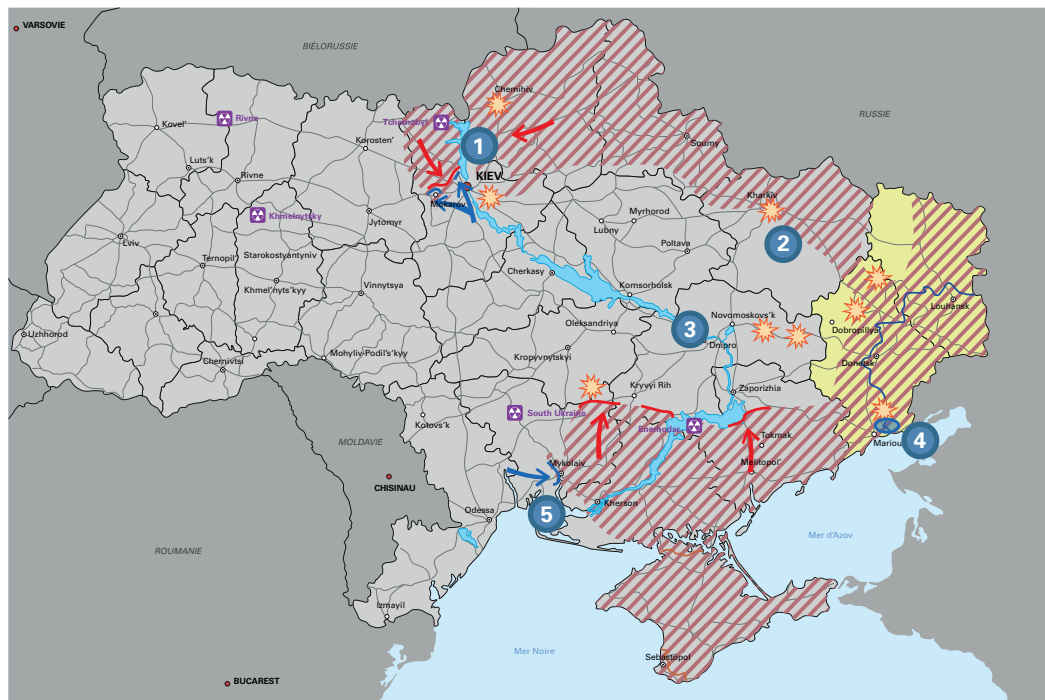 VARSOVIE
BIÉLORUSSIE
RUSSIE
Chernihiv
Rivne
Tchernobyl
Kovel'
Korosten'
Soumy
1
Luts'k
Rivne
KIEV
Kharkiv
Mokarov
Khmelnytsky
Myrhorod
Jytomyr
Lubny
2
Lviv
Poltava
Starokostyantyniv
Ternopil'
Cherkasy
Khmel'nyts'kyy
Vinnytsya
Komsorholsk
Louhansk
Novomoskovs'k
Oleksandriya
3
Dobropillya
Uzhhorod
Dnipro
Mohyliv-Podil's'kyy
Kropyvnytskyi
Chernivtsi
Donetsk
Kryvyi Rih
Zaporizhia
South Ukraine
Kotovs'k
Enerhodar
Tokmak
Mariou
4
MOLDAVIE
Mykolaiv
Melitopol'
CHISINAU
Kherson
Odessa
5
Mer d'Azov
ROUMANIE
Izmayil
Mer Noire
Sebastopol
BUCAREST